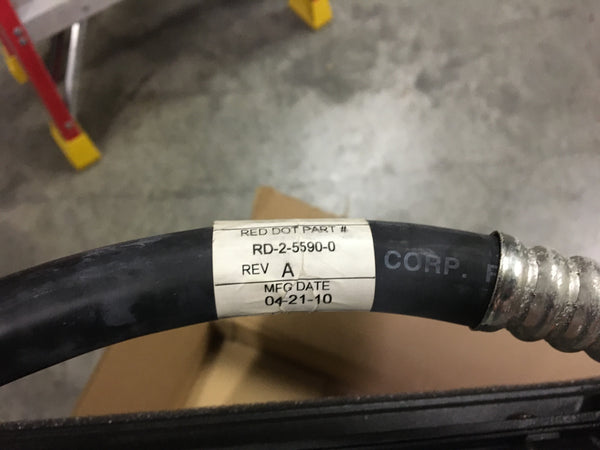 RED DOT PART #
RD-2-5590-0
REV A
MFG DATE
04-21-10
CORP.